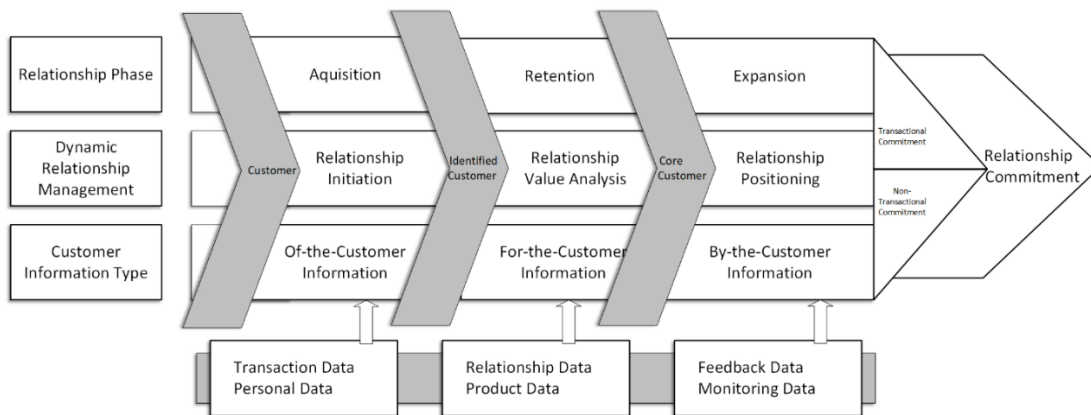 Relationship Phase
Aquisition
Retention
Expansion
Dynamic
Relationship
Management
Customer
Relationship
Initiation
Identified
Customer
Relationship
Value Analysis
Core
Customer
Relationship
Positioning
Transactional
Commitment
Non-
Transactional
Commitment
Relationship
Commitment
Customer
Information Type
Of-the-Customer
Information
For-the-Customer
Information
By-the-Customer
Information
Transaction Data
Personal Data
Relationship Data
Product Data
Feedback Data
Monitoring Data